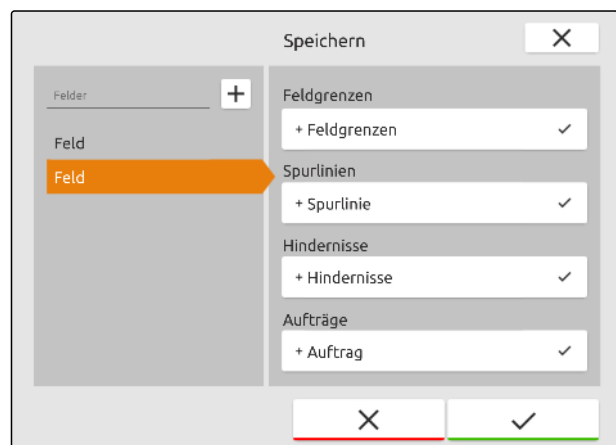 Speichern
Felder
Feld
Feld
Feldgrenzen
+ Feldgrenzen
Spurlinien
+ Spurlinie
Hindernisse
+ Hindernisse
Aufträge
+ Auftrag